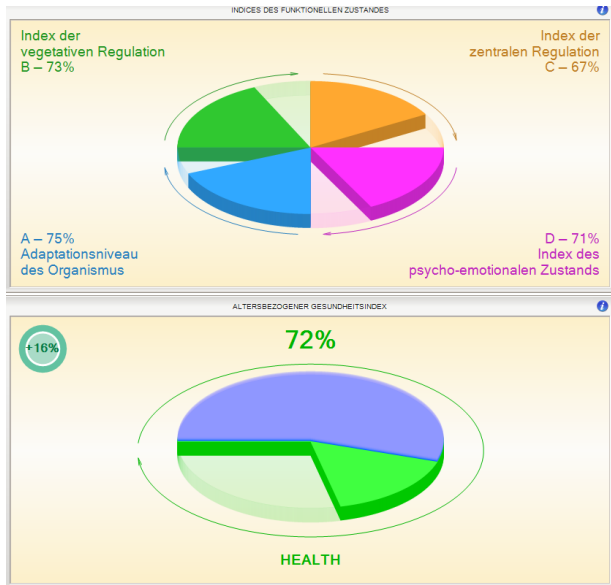 INDICES DES FUNKTIONELLEN ZUSTANDES
i
Index der
vegetativen Regulation
B – 73%
Index der
zentralen Regulation
C – 67%
A – 75%
Adaptationsniveau
des Organismus
D – 71%
Index des
psycho-emotionalen Zustands
ALTERSBEZOGENER GESUNDHEITSINDEX
i
+16%
72%
HEALTH